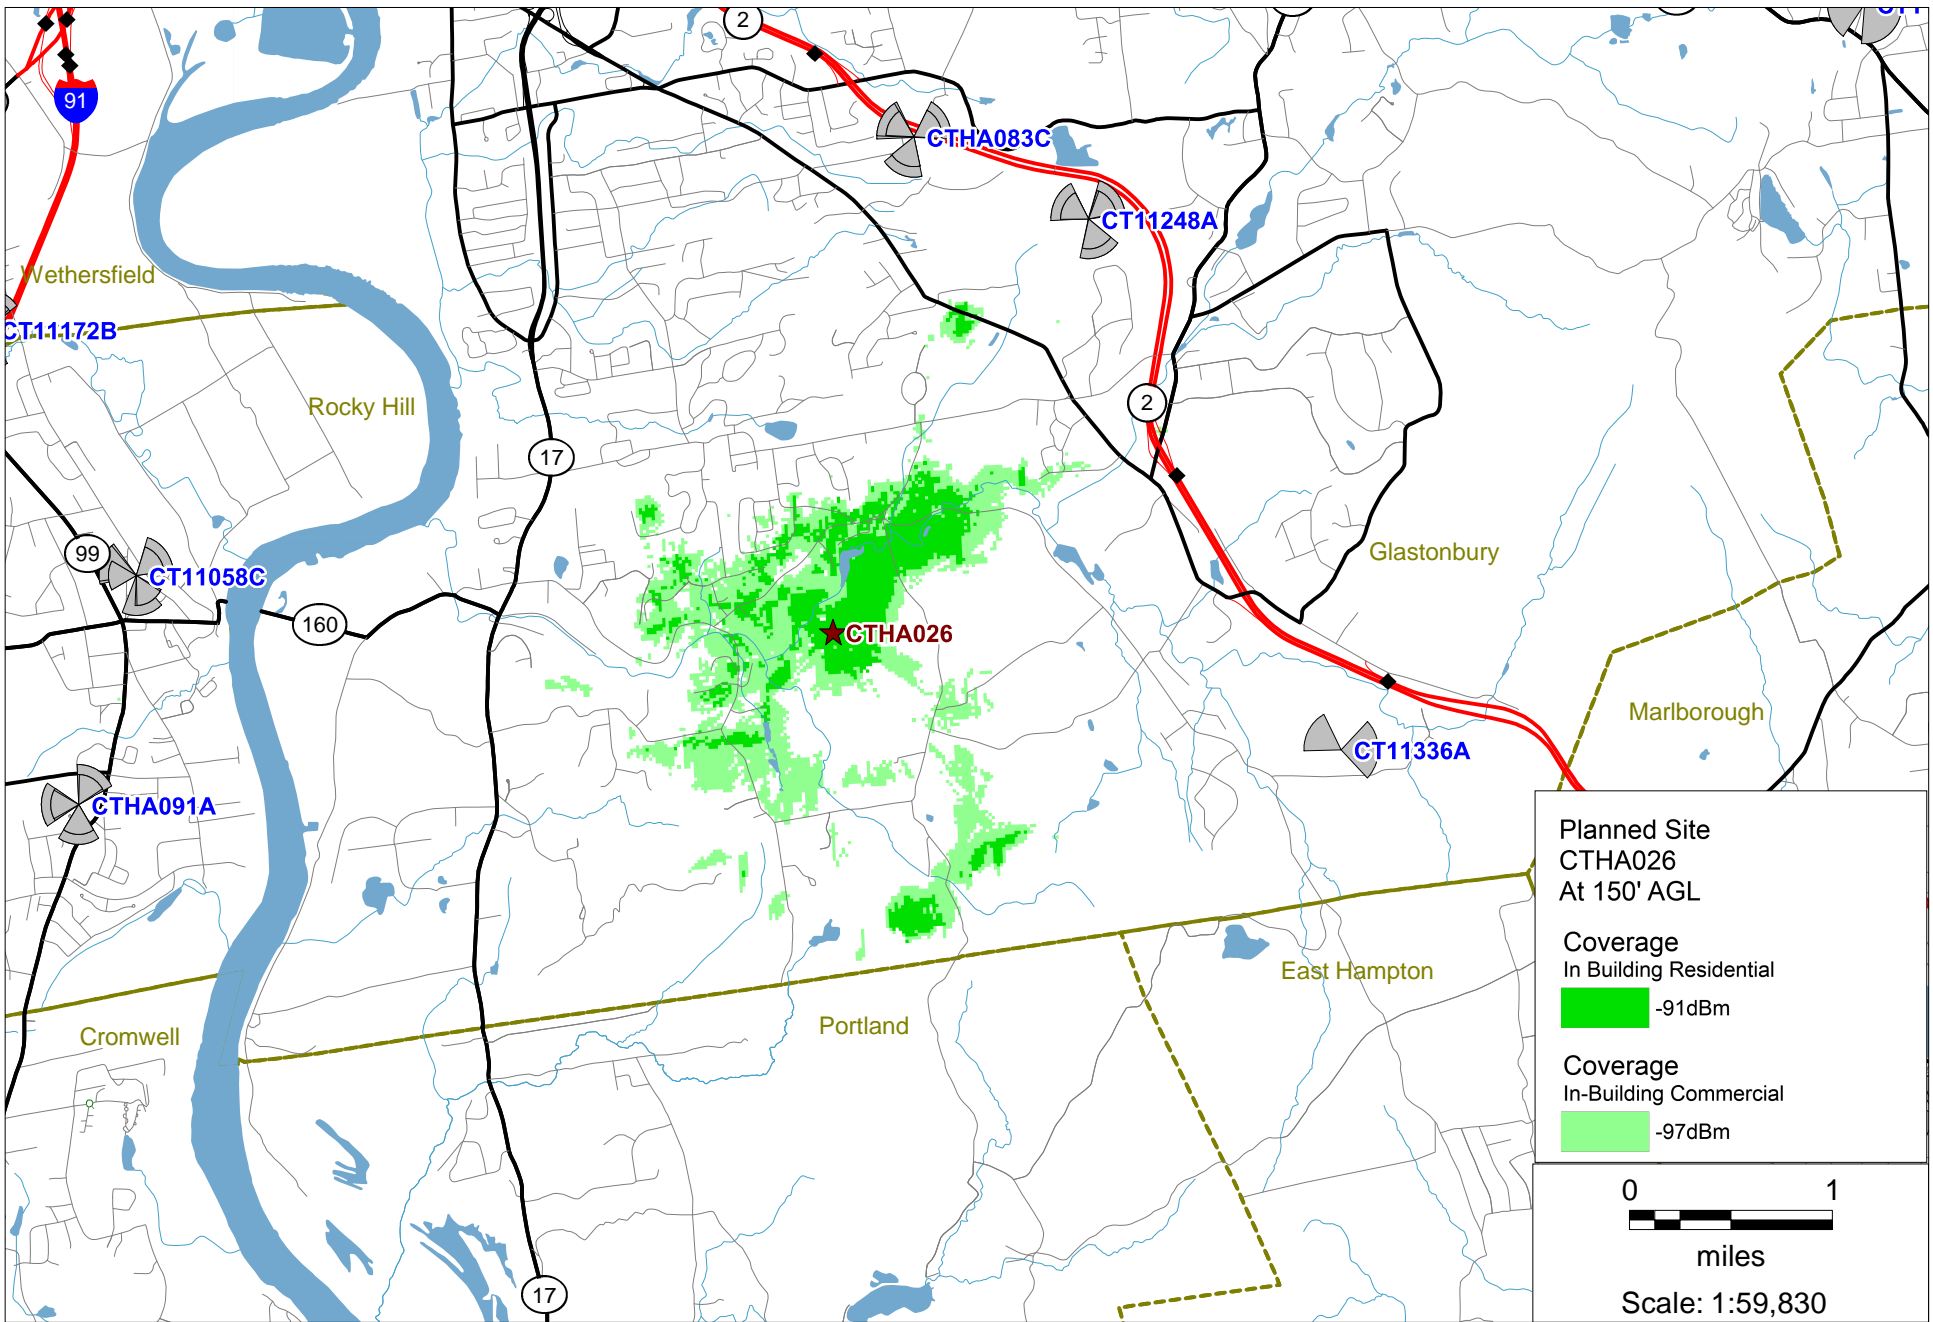 2
91
CTHA083C
CT11248A
Wethersfield
CT11172B
Rocky Hill
2
17
99
CT11058C
Glastonbury
160
CTHA026
Marlborough
CT11336A
CTHA091A
Planned Site
CTHA026
At 150' AGL
Coverage
In Building Residential
-91dBm
Coverage
In-Building Commercial
-97dBm
East Hampton
Portland
Cromwell
0 1
miles
Scale: 1:59,830
17